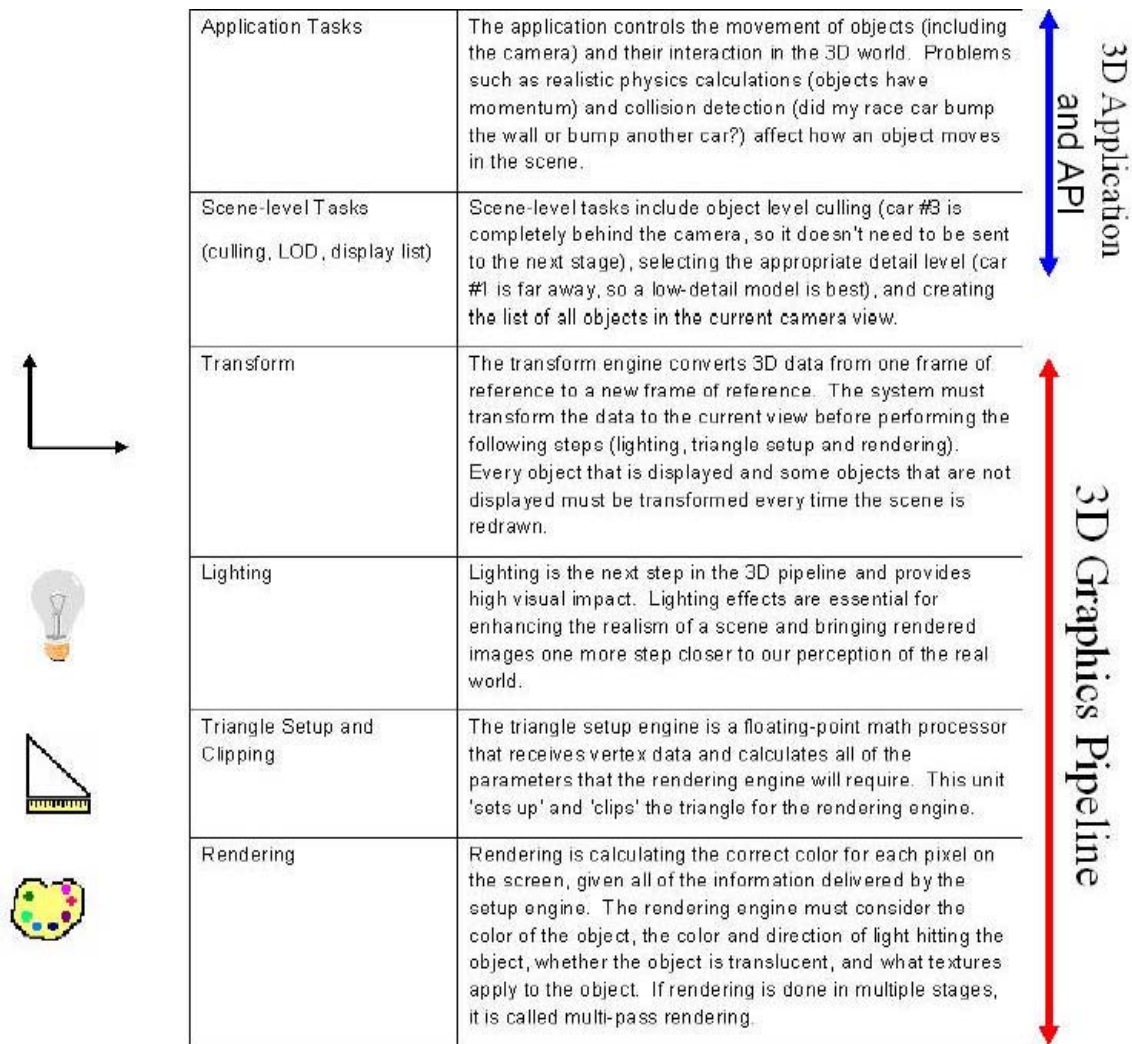 Application Tasks
The application controls the movement of objects (including
the camera) and their interaction in the 3D world. Problems
such as realistic physics calculations (objects have
momentum) and collision detection (did my race car bump
the wall or bump another car?) affect how an object moves
in the scene.
Scene-level Tasks
(culling, LOD, display list)
Scene-level tasks include object level culling (car #3 is
completely behind the camera, so it doesn't need to be sent
to the next stage), selecting the appropriate detail level (car
#1 is far away, so a low-detail model is best), and creating
the list of all objects in the current camera view.
3D Application
and API
Transform
The transform engine converts 3D data from one frame of
reference to a new frame of reference. The system must
transform the data to the current view before performing the
following steps (lighting, triangle setup and rendering).
Every object that is displayed and some objects that are not
displayed must be transformed every time the scene is
redrawn.
Lighting
Lighting is the next step in the 3D pipeline and provides
high visual impact. Lighting effects are essential for
enhancing the realism of a scene and bringing rendered
images one more step closer to our perception of the real
world.
Triangle Setup and
Clipping
The triangle setup engine is a floating-point math processor
that receives vertex data and calculates all of the
parameters that the rendering engine will require. This unit
'sets up' and 'clips' the triangle for the rendering engine.
Rendering
Rendering is calculating the correct color for each pixel on
the screen, given all of the information delivered by the
setup engine. The rendering engine must consider the
color of the object, the color and direction of light hitting the
object, whether the object is translucent, and what textures
apply to the object. If rendering is done in multiple stages,
it is called multi-pass rendering.
3D Graphics Pipeline